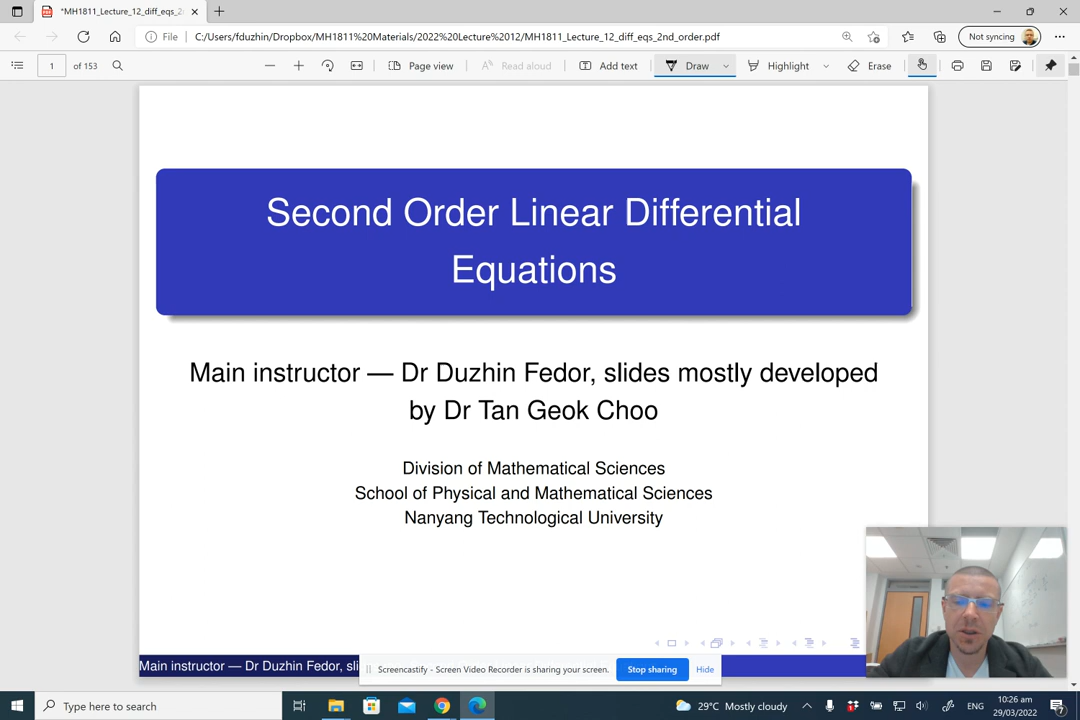 *MH1811_Lecture_12_diff_eqs_2nd
Not syncing
File
C:/Users/fduzhin/Dropbox/MH1811%20Materials/2022%20Lecture%2012/MH1811_Lecture_12_diff_eqs_2nd_order.pdf
1 of 153
Page view
Read aloud
Add text
Draw
Highlight
Erase
Second Order Linear Differential
Equations
Main instructor — Dr Duzhin Fedor, slides mostly developed
by Dr Tan Geok Choo
Division of Mathematical Sciences
School of Physical and Mathematical Sciences
Nanyang Technological University
Main instructor — Dr Duzhin Fedor, sli
Screencastify - Screen Video Recorder is sharing your screen.
Stop sharing
Hide
Type here to search
29°C Mostly cloudy
ENG
10:26 am
29/03/2022
7